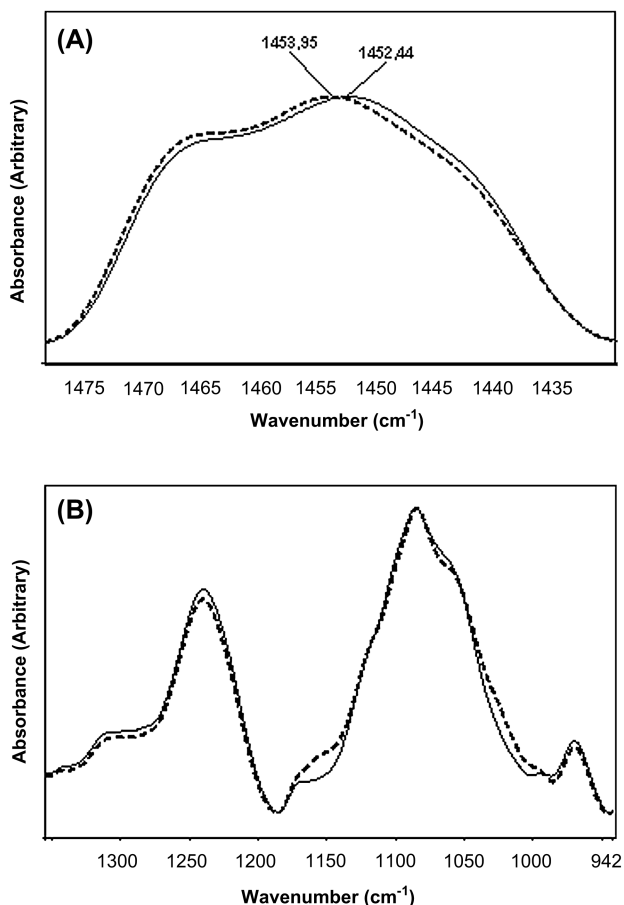 (A)
1453,95
1452,44
Absorbance (Arbitrary)
1475 1470 1465 1460 1455 1450 1445 1440 1435
Wavenumber (cm⁻¹)
(B)
Absorbance (Arbitrary)
1300 1250 1200 1150 1100 1050 1000 942
Wavenumber (cm⁻¹)